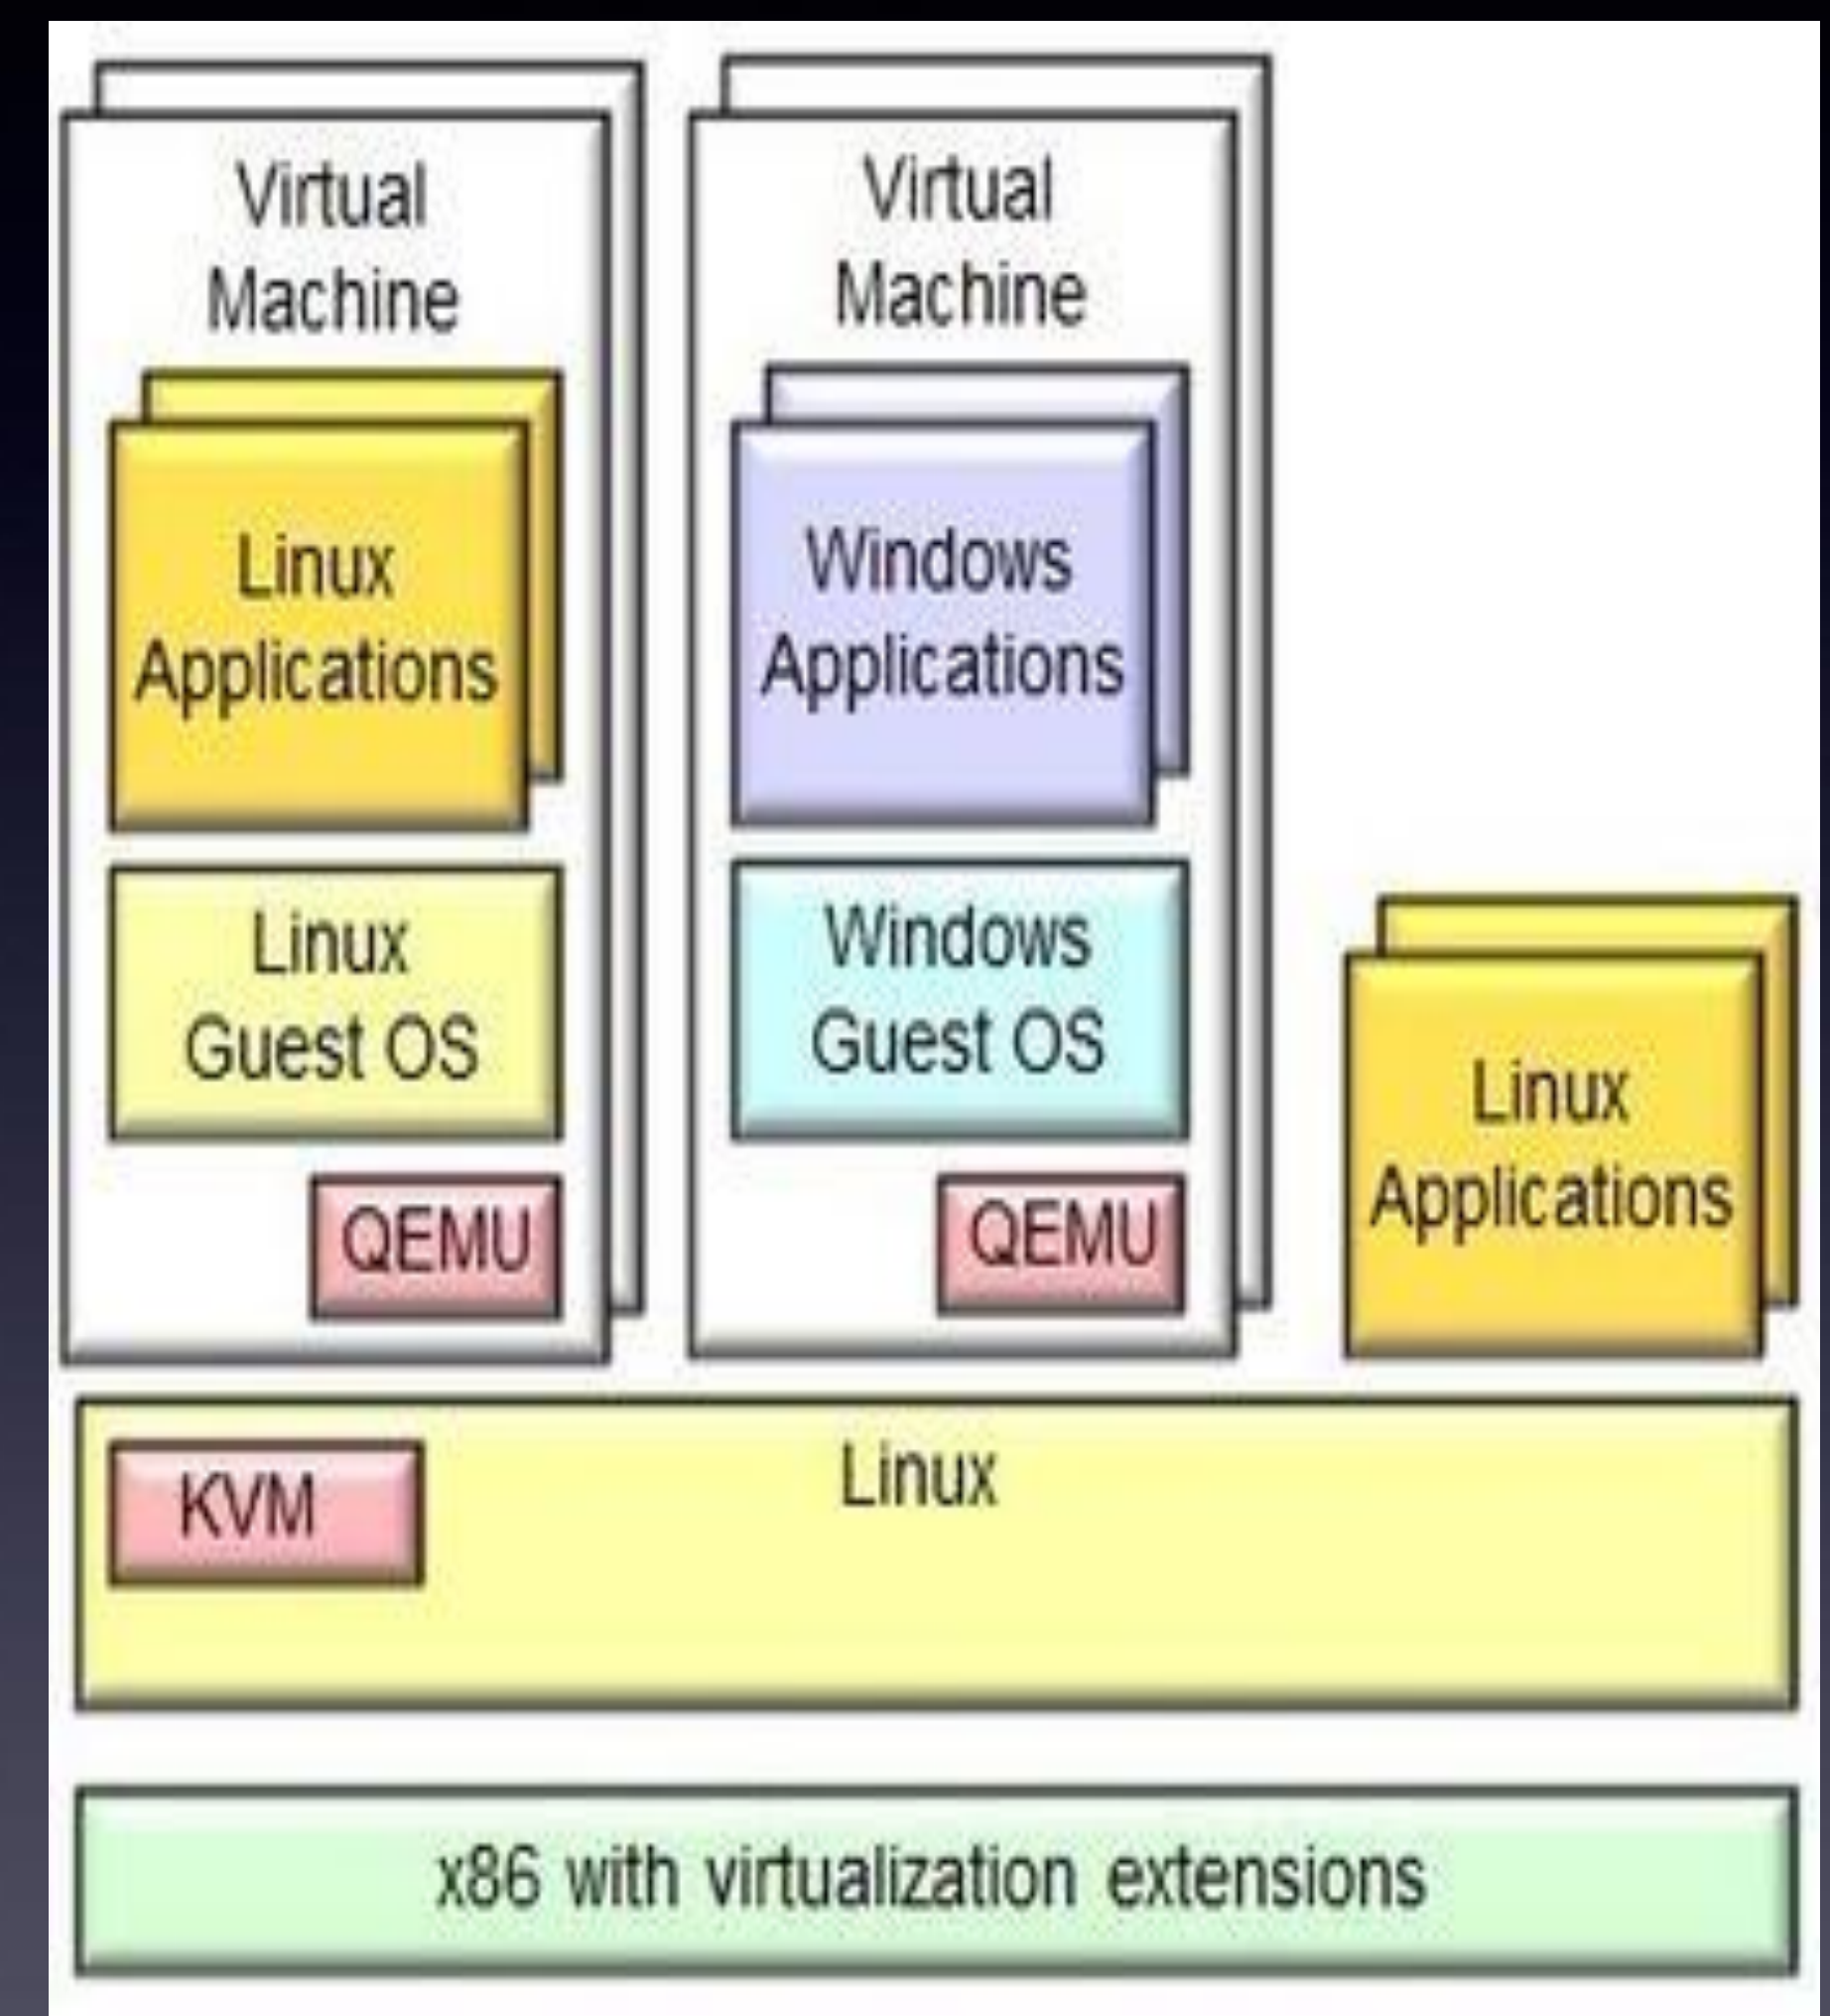 Virtual
Machine
Linux
Applications
Linux
Guest OS
QEMU
Virtual
Machine
Windows
Applications
Windows
Guest OS
QEMU
Linux
Applications
KVM
Linux
x86 with virtualization extensions